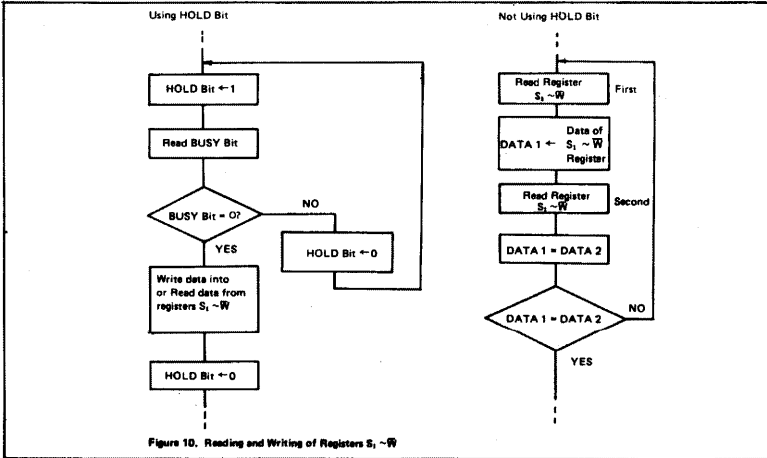 Using HOLD Bit
HOLD Bit ←1
Read BUSY Bit
BUSY Bit = 0?
NO
HOLD Bit ←0
YES
Write data into
or Read data from
registers S₁ ~ W̅
HOLD Bit ←0
Not Using HOLD Bit
Read Register
S₁ ~ W̅
First
DATA 1 ← Data of
S₁ ~ W̅
Register
Read Register
S₁ ~ W̅
Second
DATA 1 = DATA 2
DATA 1 = DATA 2
NO
YES
Figure 10. Reading and Writing of Registers S₁ ~ W̅